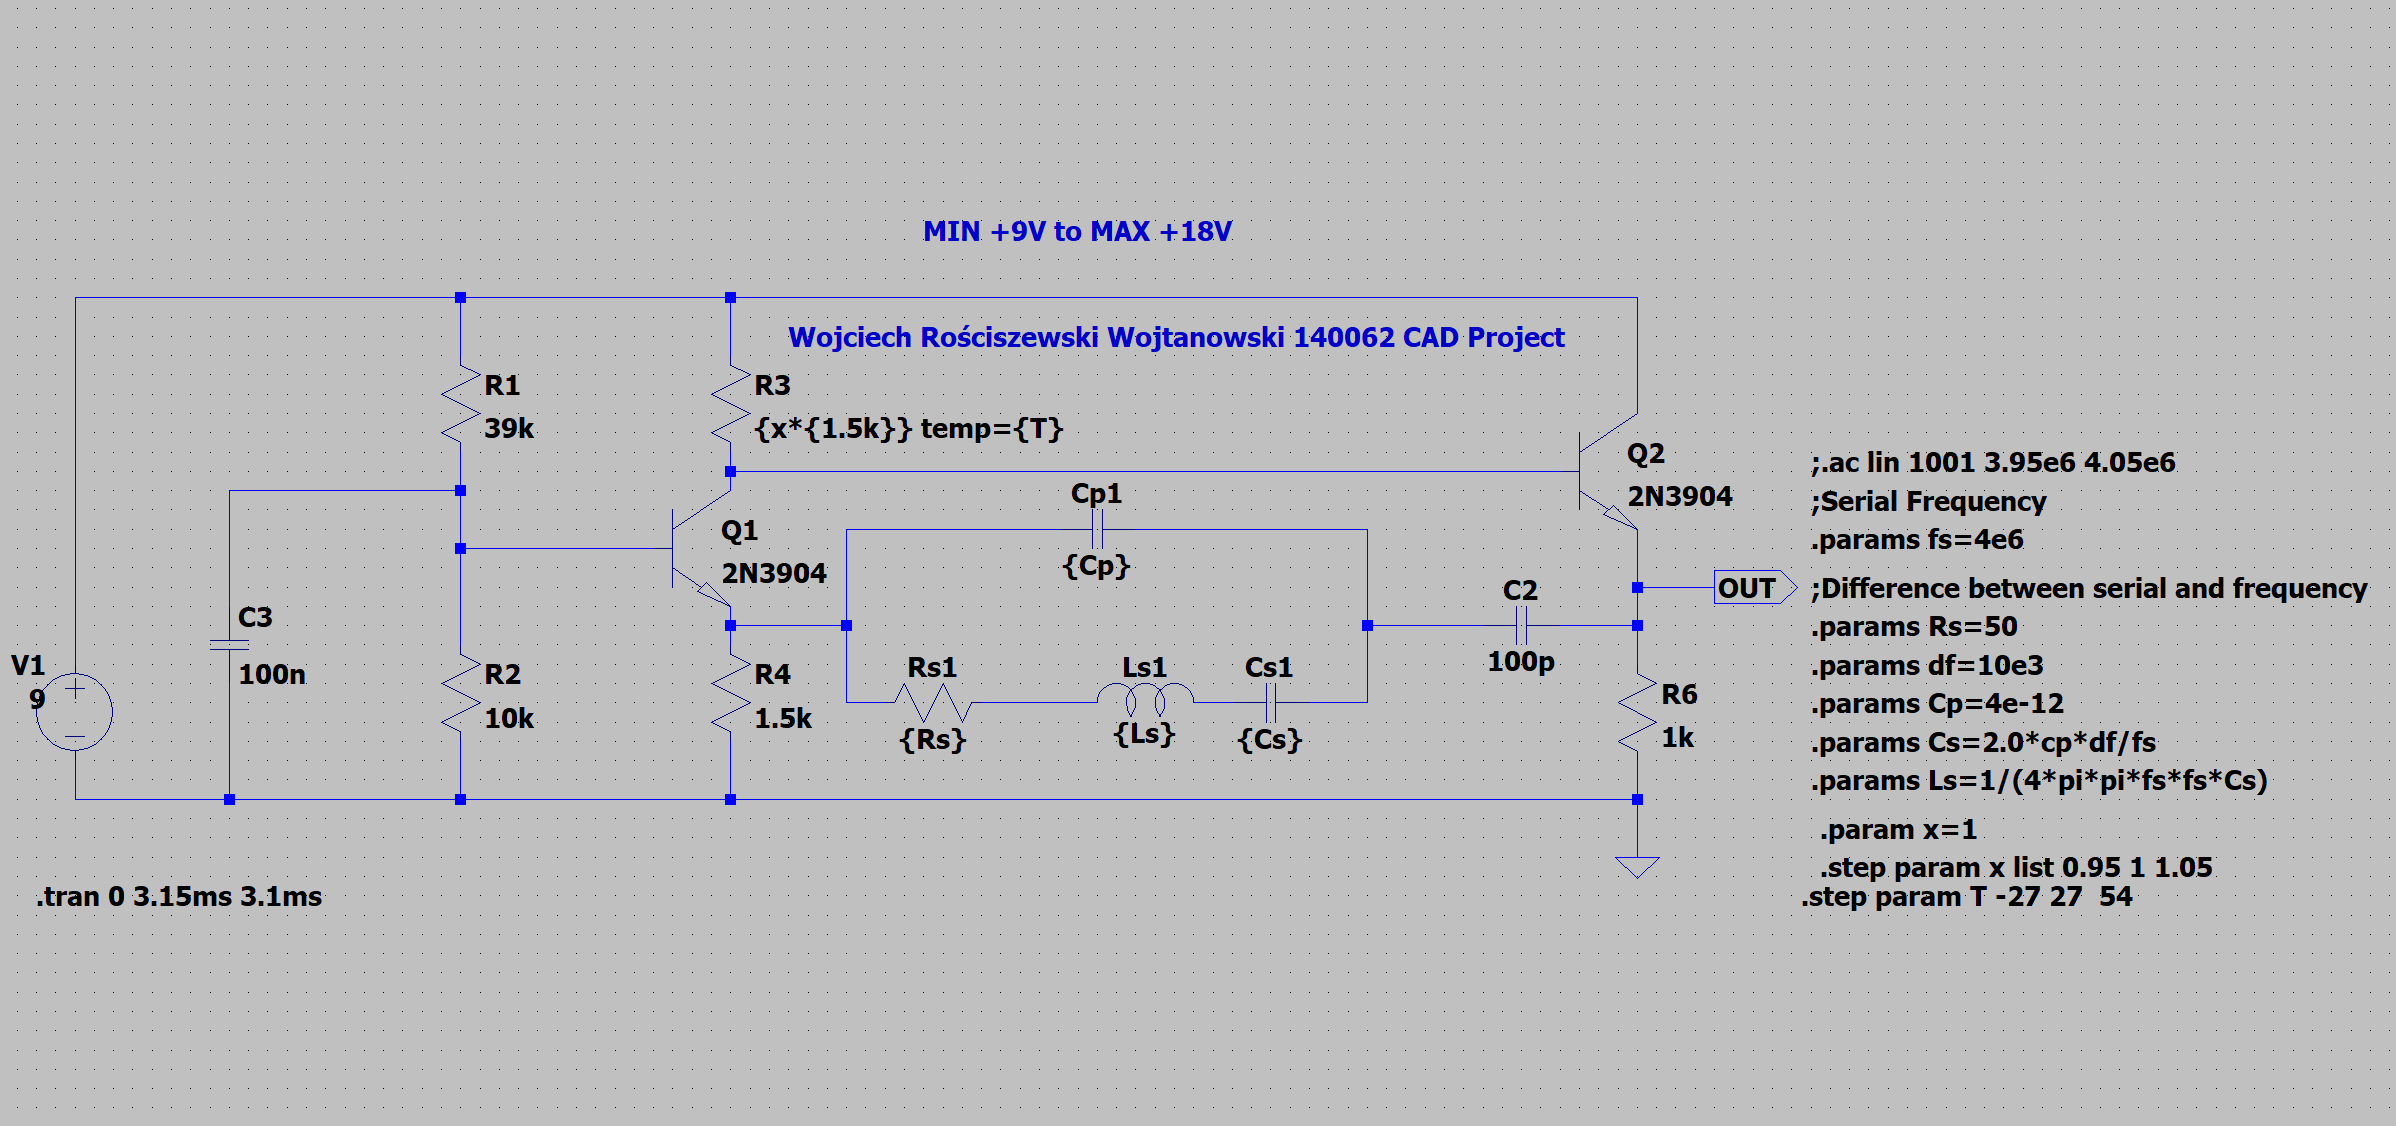 MIN +9V to MAX +18V
Wojciech Rościszewski Wojtanowski 140062 CAD Project
R1
39k
R3
{x*{1.5k}} temp={T}
Q1
2N3904
Cp1
{Cp}
Q2
2N3904
C3
100n
V1
9
R2
10k
R4
1.5k
Rs1
{Rs}
Ls1
{Ls}
Cs1
{Cs}
C2
100p
OUT
R6
1k
;.ac lin 1001 3.95e6 4.05e6
;Serial Frequency
.params fs=4e6
;Difference between serial and frequency
.params Rs=50
.params df=10e3
.params Cp=4e-12
.params Cs=2.0*cp*df/fs
.params Ls=1/(4*pi*pi*fs*fs*Cs)
.param x=1
.step param x list 0.95 1 1.05
.step param T -27 27  54
.tran 0 3.15ms 3.1ms